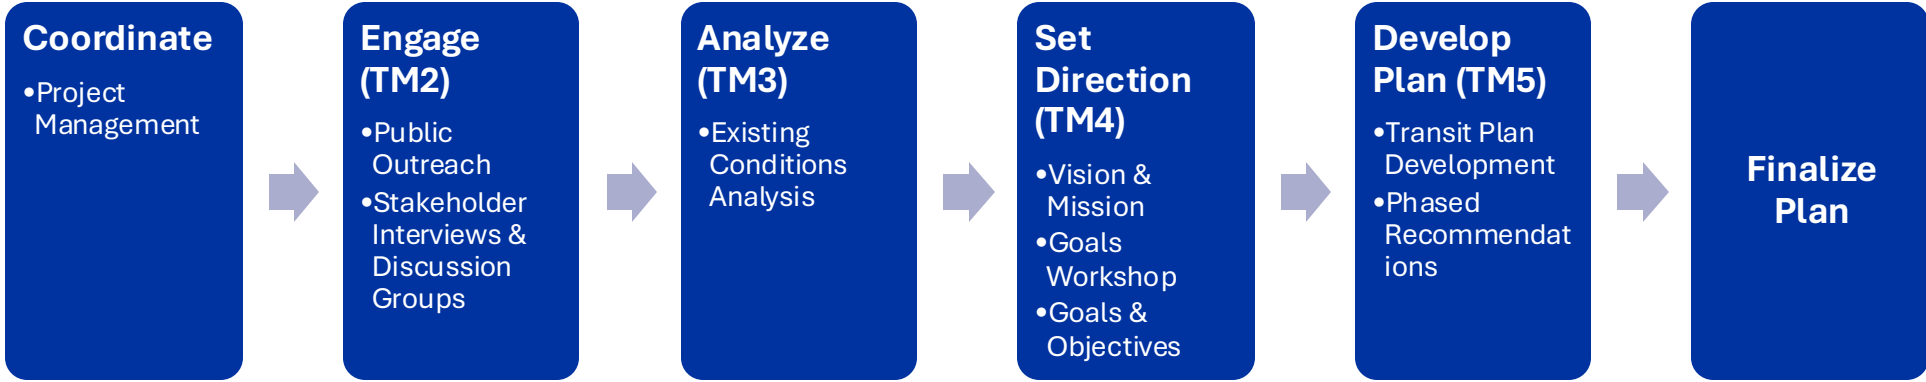 Coordinate
•Project
Management
Engage
(TM2)
•Public
Outreach
•Stakeholder
Interviews &
Discussion
Groups
Analyze
(TM3)
•Existing
Conditions
Analysis
Set
Direction
(TM4)
•Vision &
Mission
•Goals
Workshop
•Goals &
Objectives
Develop
Plan (TM5)
•Transit Plan
Development
•Phased
Recommendat
ions
Finalize
Plan